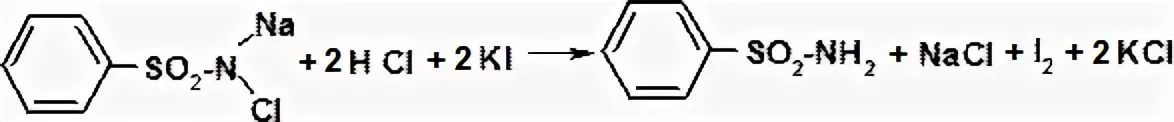 Na
SO₂-N + 2 H Cl + 2 KI → SO₂-NH₂ + NaCl + I₂ + 2 KCl
Cl